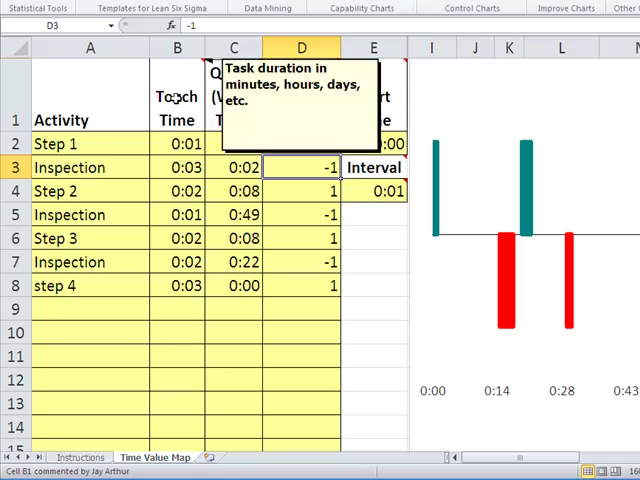 Statistical Tools Templates for Lean Six Sigma Data Mining Capability Charts Control Charts Improve Charts Other
D3 fx -1
A B C D E I J K L
Task duration in
minutes, hours, days,
etc.
1 Activity Touch Time
2 Step 1 0:01 :00
3 Inspection 0:03 0:02 -1 Interval
4 Step 2 0:02 0:08 1 0:01
5 Inspection 0:01 0:49 -1
6 Step 3 0:02 0:08 1
7 Inspection 0:02 0:22 -1
8 step 4 0:03 0:00 1
9
10
11
12
13
14
15
0:00 0:14 0:28 0:43
Instructions Time Value Map
Cell B1 commented by Jay Arthur 16